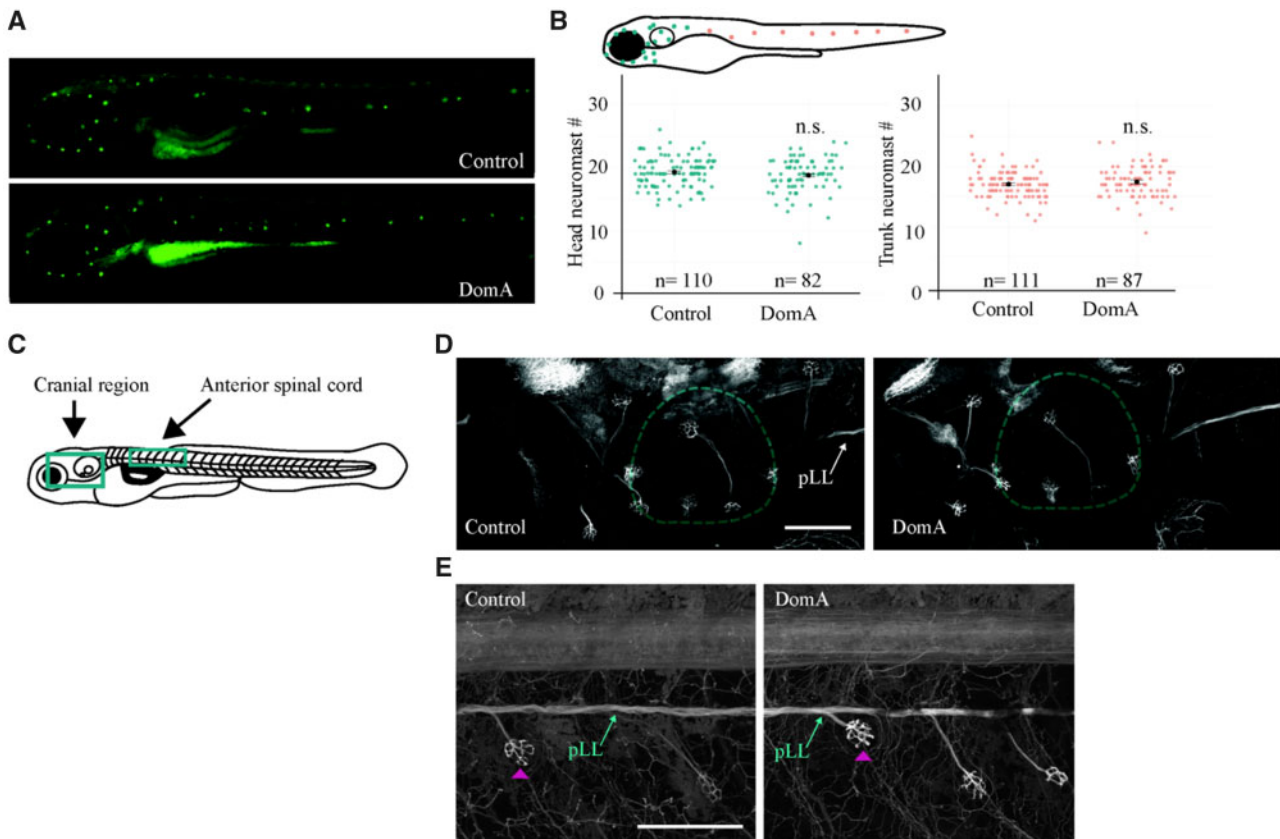 A
Control
DomA
B
30
20
10
0
Head neuromast #
n.s.
n= 110
n= 82
Control
DomA
30
20
10
0
Trunk neuromast #
n.s.
n= 111
n= 87
Control
DomA
C
Cranial region
Anterior spinal cord
D
pLL
Control
DomA
E
Control
pLL
DomA
pLL